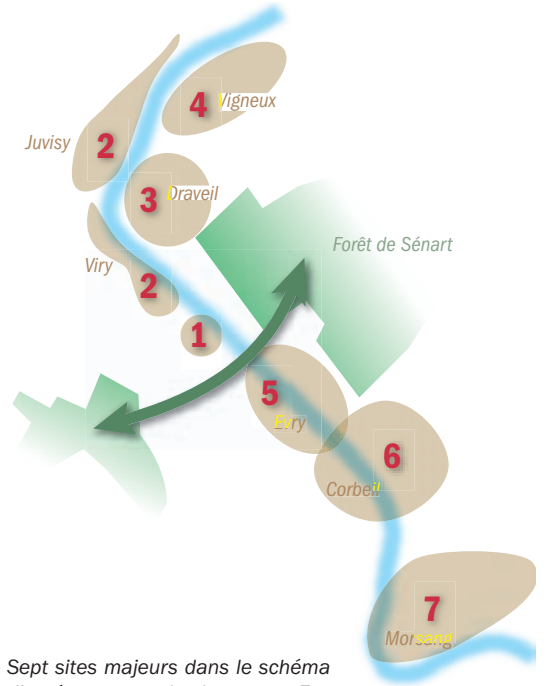 4 Vigneux
Juvisy 2
3 Draveil
Forêt de Sénart
Viry
2
1
5
Evry
6
Corbeil
7
Morsang
Sept sites majeurs dans le schéma